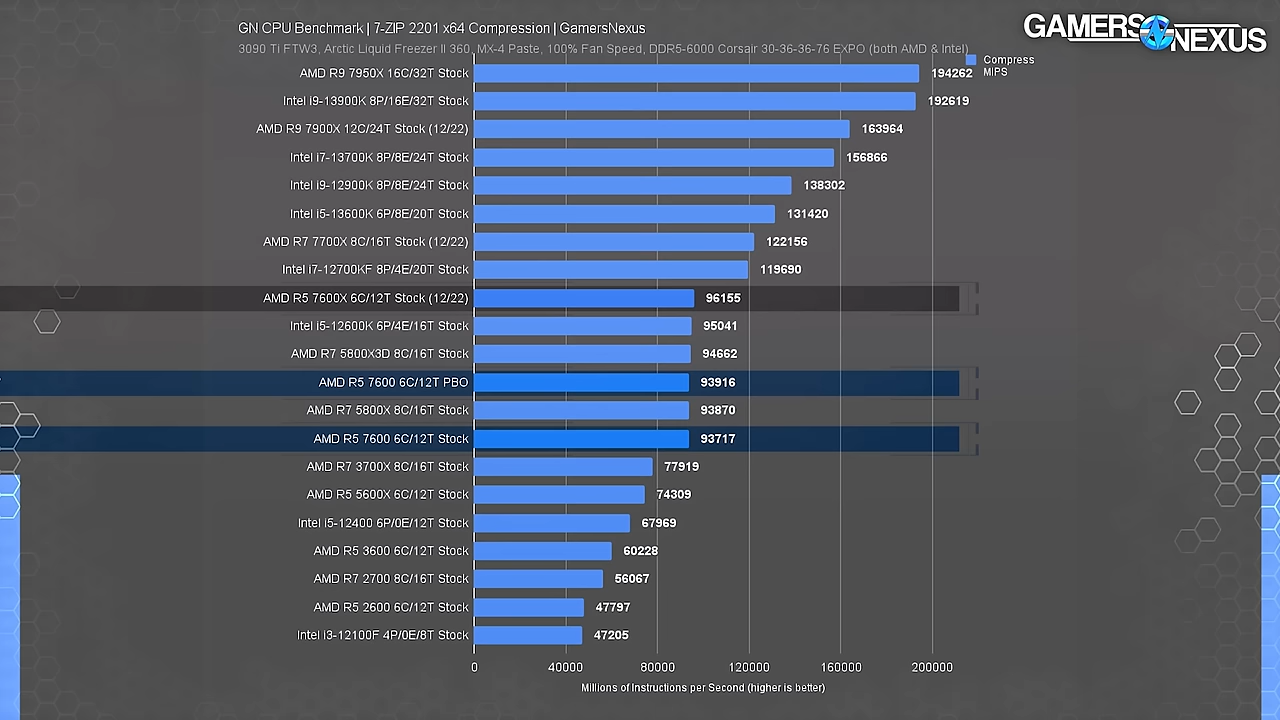 GN CPU Benchmark | 7-ZIP 2201 x64 Compression | GamersNexus
GAMERS NEXUS
3090 Ti FTW3, Arctic Liquid Freezer II 360, MX-4 Paste, 100% Fan Speed, DDR5-6000 Corsair 30-36-36-76 EXPO (both AMD & Intel)
Compress MIPS
AMD R9 7950X 16C/32T Stock 194262
Intel i9-13900K 8P/16E/32T Stock 192619
AMD R9 7900X 12C/24T Stock (12/22) 163964
Intel i7-13700K 8P/8E/24T Stock 156866
Intel i9-12900K 8P/8E/24T Stock 138302
Intel i5-13600K 6P/8E/20T Stock 131420
AMD R7 7700X 8C/16T Stock (12/22) 122156
Intel i7-12700KF 8P/4E/20T Stock 119690
AMD R5 7600X 6C/12T Stock (12/22) 96155
Intel i5-12600K 6P/4E/16T Stock 95041
AMD R7 5800X3D 8C/16T Stock 94662
AMD R5 7600 6C/12T PBO 93916
AMD R7 5800X 8C/16T Stock 93870
AMD R5 7600 6C/12T Stock 93717
AMD R7 3700X 8C/16T Stock 77919
AMD R5 5600X 6C/12T Stock 74309
Intel i5-12400 6P/0E/12T Stock 67969
AMD R5 3600 6C/12T Stock 60228
AMD R7 2700 8C/16T Stock 56067
AMD R5 2600 6C/12T Stock 47797
Intel i3-12100F 4P/0E/8T Stock 47205
0 40000 80000 120000 160000 200000
Millions of Instructions per Second (higher is better)